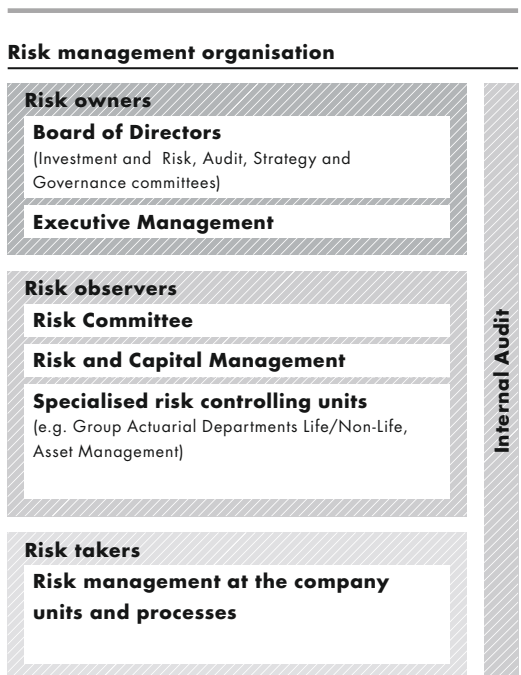 Risk management organisation
Risk owners
Board of Directors
(Investment and Risk, Audit, Strategy and
Governance committees)
Executive Management
Risk observers
Risk Committee
Risk and Capital Management
Specialised risk controlling units
(e.g. Group Actuarial Departments Life/Non-Life,
Asset Management)
Risk takers
Risk management at the company
units and processes
Internal Audit